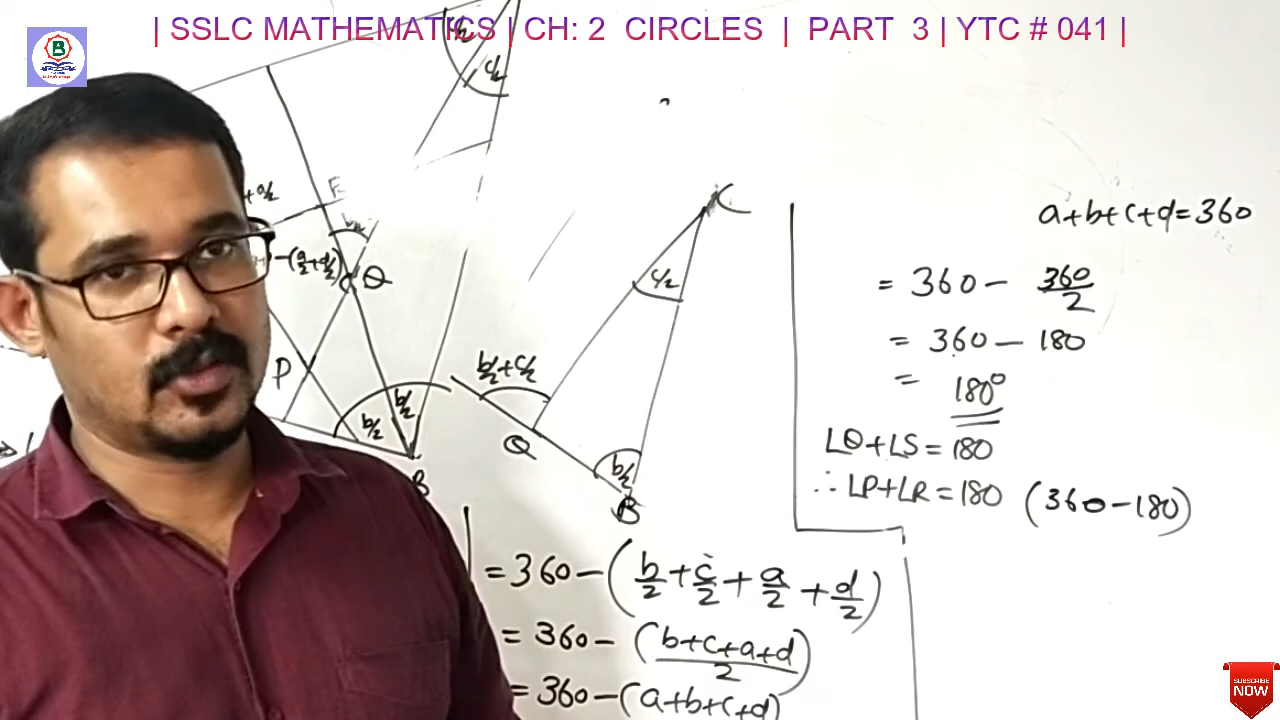 | SSLC MATHEMATICS | CH: 2 CIRCLES | PART 3 | YTC # 041 |
B
c/2
E
Q
P
b/2
b/2
B
C
c/2
b/2+c/2
Q
b/2
B
a+b+c+d=360
= 360 - 360/2
= 360 - 180
= 180°
∠Q+∠S=180
∴ ∠P+∠R=180 (360-180)
=360-(b/2+c/2+a/2+d/2)
=360-(b+c+a+d)/2
=360-(a+b+c+d)
SUBSCRIBE
NOW